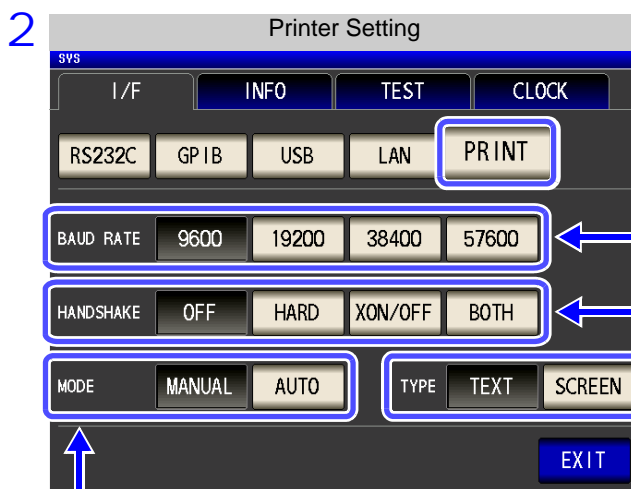 2
Printer Setting
SYS
I/F INFO TEST CLOCK
RS232C GPIB USB LAN PRINT
BAUD RATE 9600 19200 38400 57600
HANDSHAKE OFF HARD XON/OFF BOTH
MODE MANUAL AUTO TYPE TEXT SCREEN
EXIT